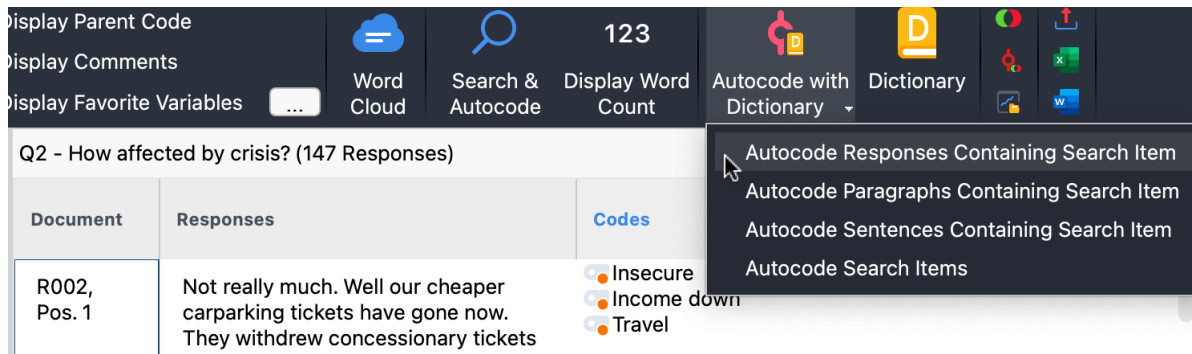 isplay Parent Code
isplay Comments
isplay Favorite Variables
...
Word
Cloud
Search &
Autocode
123
Display Word
Count
Autocode with
Dictionary
Dictionary
Autocode Responses Containing Search Item
Autocode Paragraphs Containing Search Item
Autocode Sentences Containing Search Item
Autocode Search Items
Q2 - How affected by crisis? (147 Responses)
Document
Responses
Codes
R002,
Pos. 1
Not really much. Well our cheaper
carparking tickets have gone now.
They withdrew concessionary tickets
Insecure
Income down
Travel